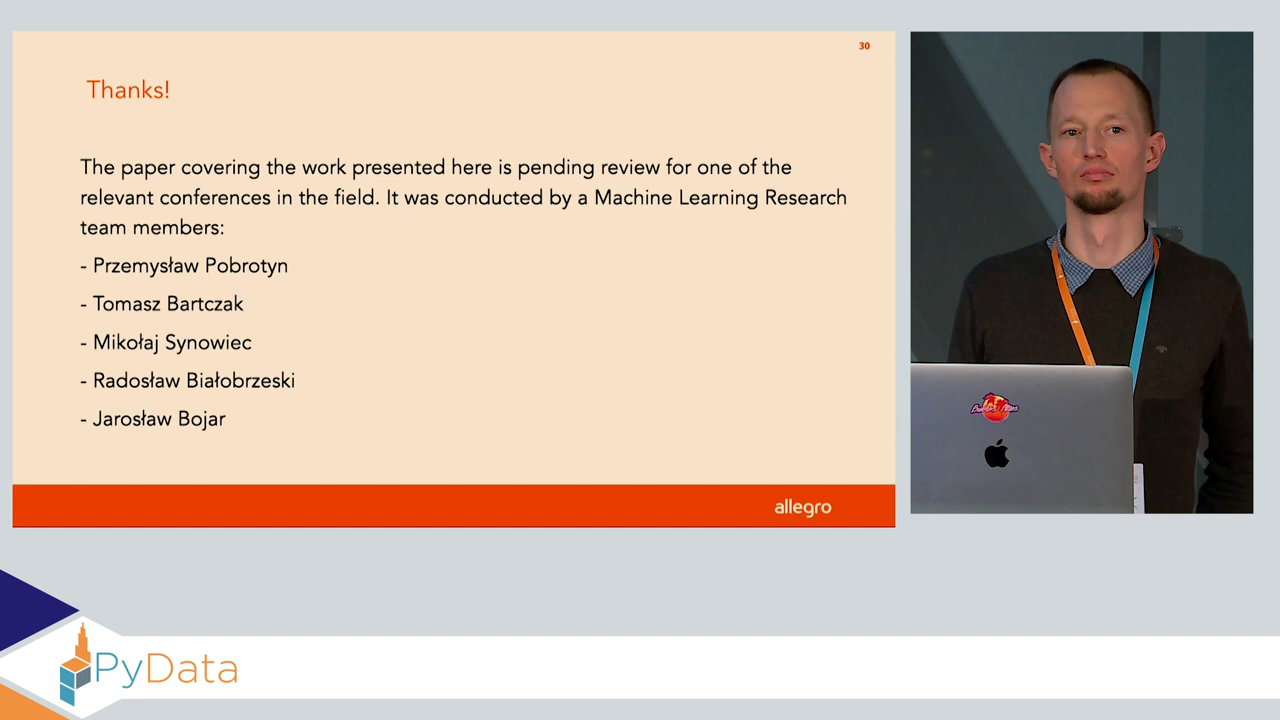 30
Thanks!
The paper covering the work presented here is pending review for one of the
relevant conferences in the field. It was conducted by a Machine Learning Research
team members:
- Przemysław Pobrotyn
- Tomasz Bartczak
- Mikołaj Synowiec
- Radosław Białobrzeski
- Jarosław Bojar
allegro
PyData